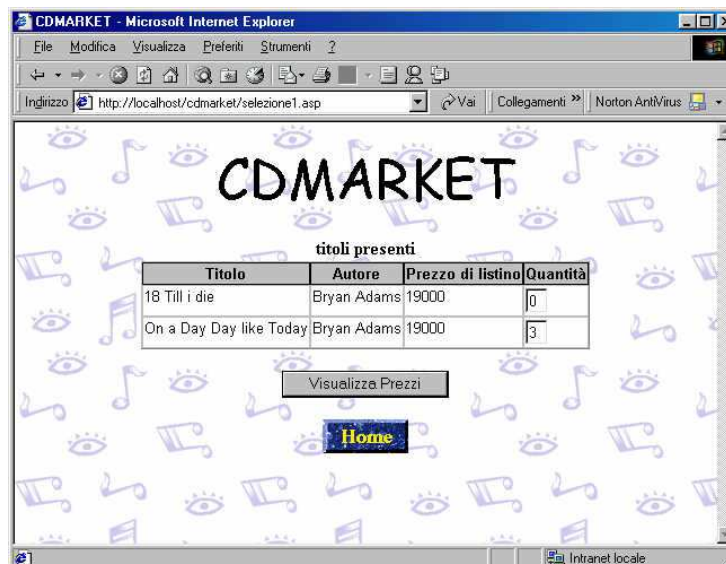 CDMARKET - Microsoft Internet Explorer
File Modifica Visualizza Preferiti Strumenti ?
Indirizzo http://localhost/cdmarket/selezione1.asp Vai Collegamenti » Norton AntiVirus
CDMARKET
titoli presenti
Titolo Autore Prezzo di listino Quantità
18 Till i die Bryan Adams 19000 0
On a Day Day like Today Bryan Adams 19000 3
Visualizza Prezzi
Home
Intranet locale